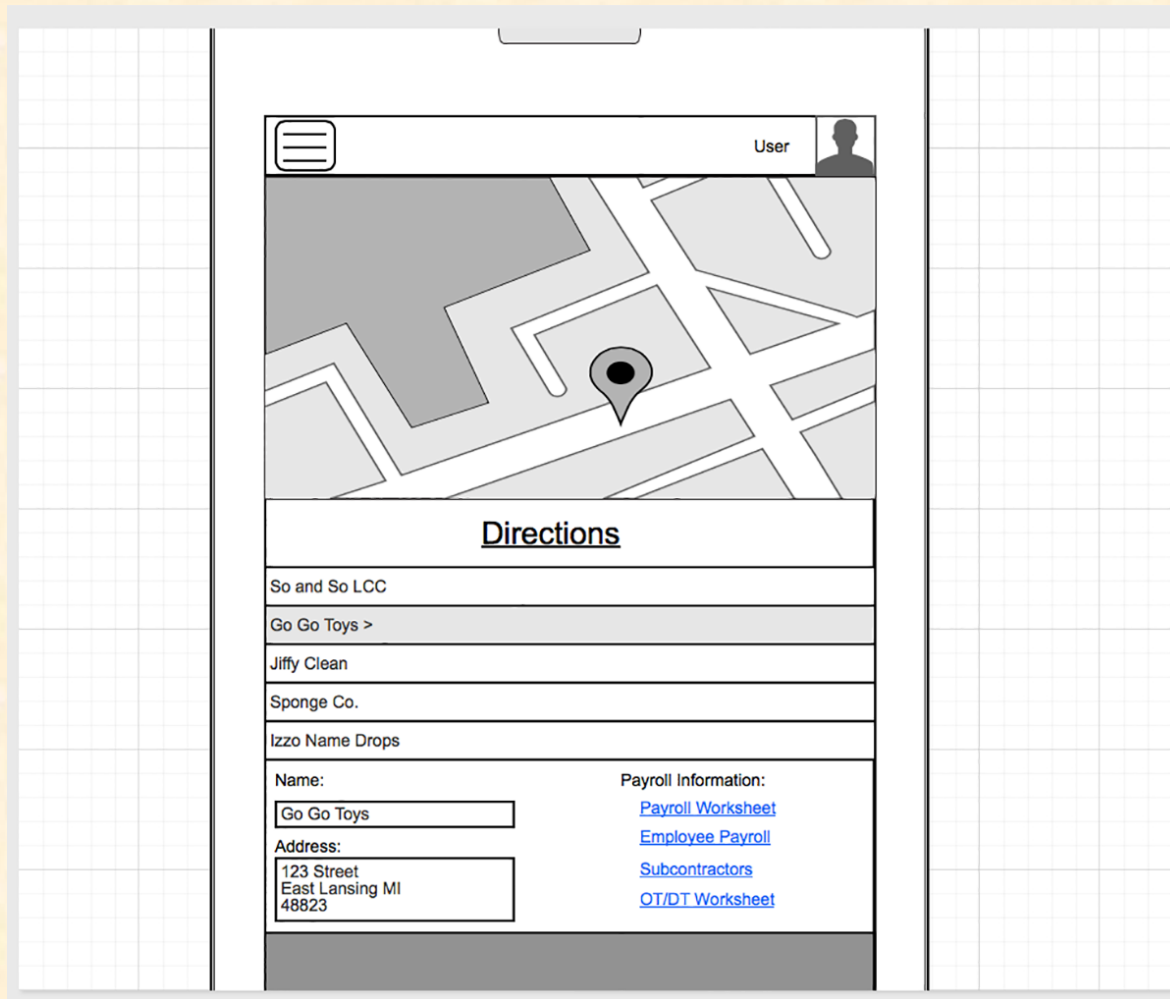 User
Directions
So and So LCC
Go Go Toys >
Jiffy Clean
Sponge Co.
Izzo Name Drops
Name:
Go Go Toys
Address:
123 Street
East Lansing MI
48823
Payroll Information:
Payroll Worksheet
Employee Payroll
Subcontractors
OT/DT Worksheet